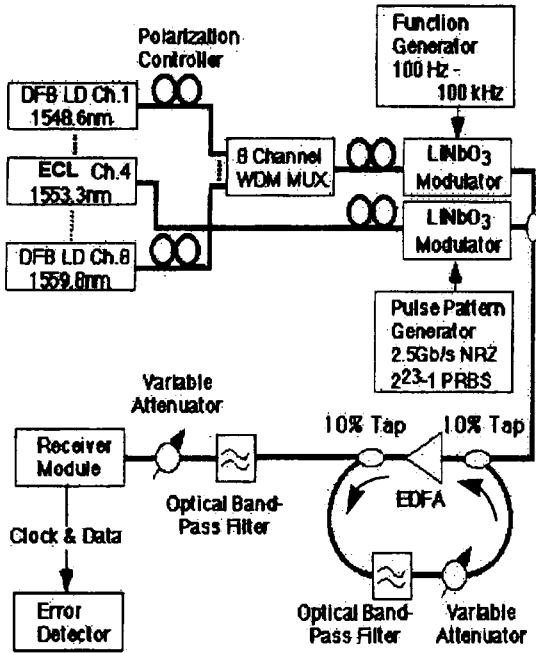 Polarization
Controller
Function
Generator
100 Hz -
100 kHz
DFB LD Ch.1
1548.6nm
ECL Ch.4
1553.3nm
DFB LD Ch.8
1559.8nm
8 Channel
WDM MUX
LiNbO3
Modulator
LiNbO3
Modulator
Pulse Pattern
Generator
2.5Gb/s NRZ
2^23-1 PRBS
Variable
Attenuator
10% Tap
10% Tap
Receiver
Module
Optical Band-
Pass Filter
EDFA
Clock & Data
Error
Detector
Optical Band-
Pass Filter
Variable
Attenuator